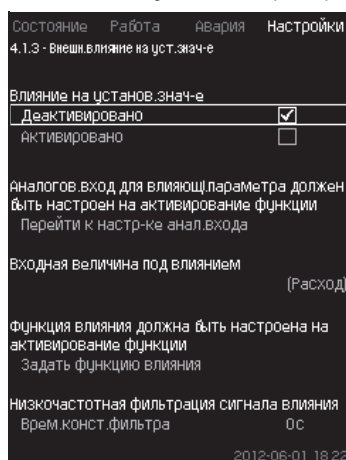 Состояние Работа Авария Настройки
4.1.3 - Внешн.влияние на уст.знач-е
Влияние на установ.знач-е
Деактивировано
Активировано
Аналогов.вход для влияющ.параметра должен
быть настроен на активирование функции
Перейти к настр-ке анал.входа
Входная величина под влиянием
(Расход)
Функция влияния должна быть настроена на
активирование функции
Задать функцию влияния
Низкочастотная фильтрация сигнала влияния
Врем.конст.фильтра 0с
2012-06-01 18:22